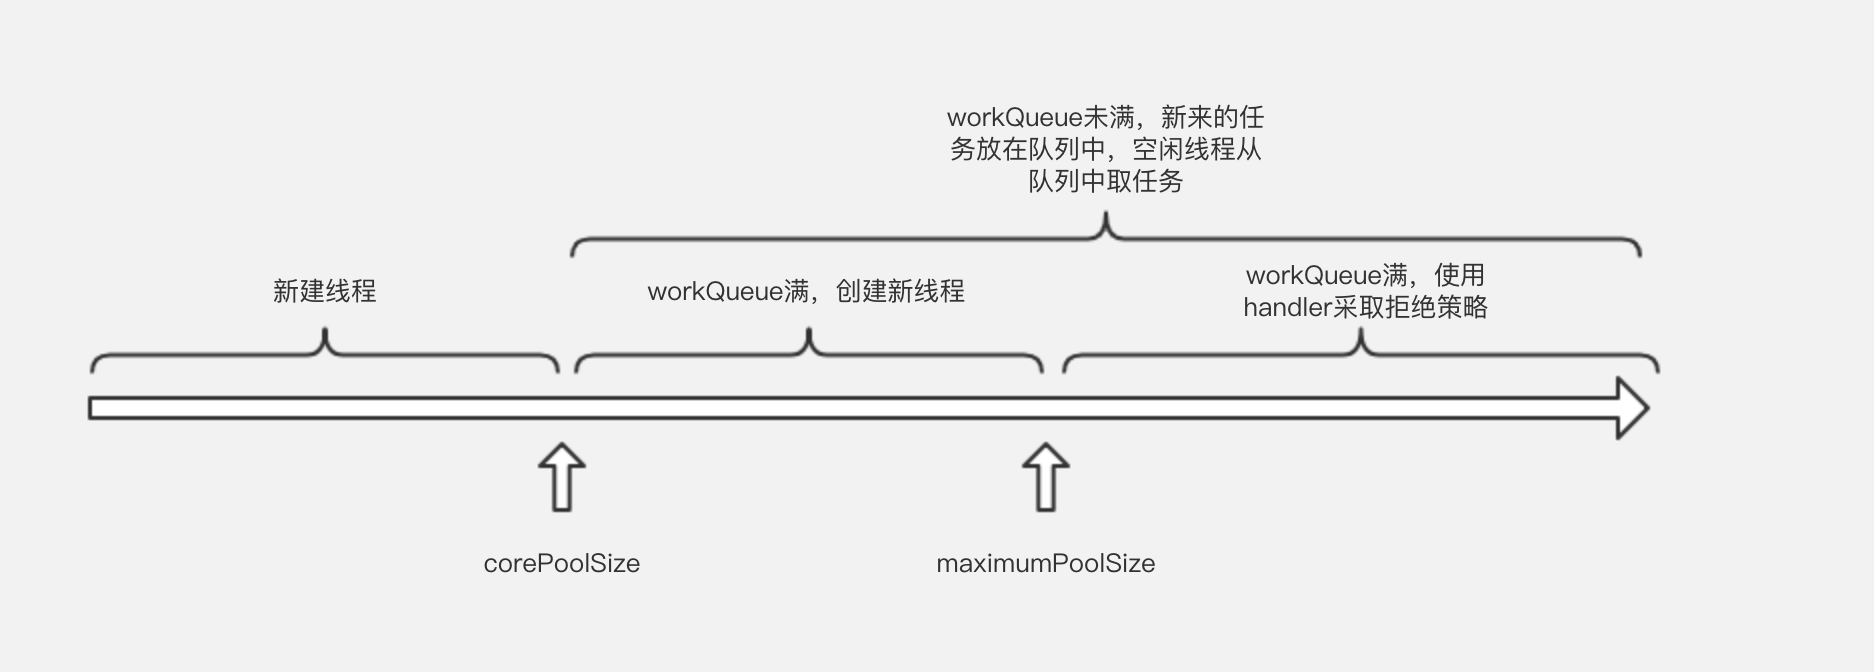 workQueue未满，新来的任
务放在队列中，空闲线程从
队列中取任务
新建线程
workQueue满，创建新线程
workQueue满，使用
handler采取拒绝策略
corePoolSize
maximumPoolSize